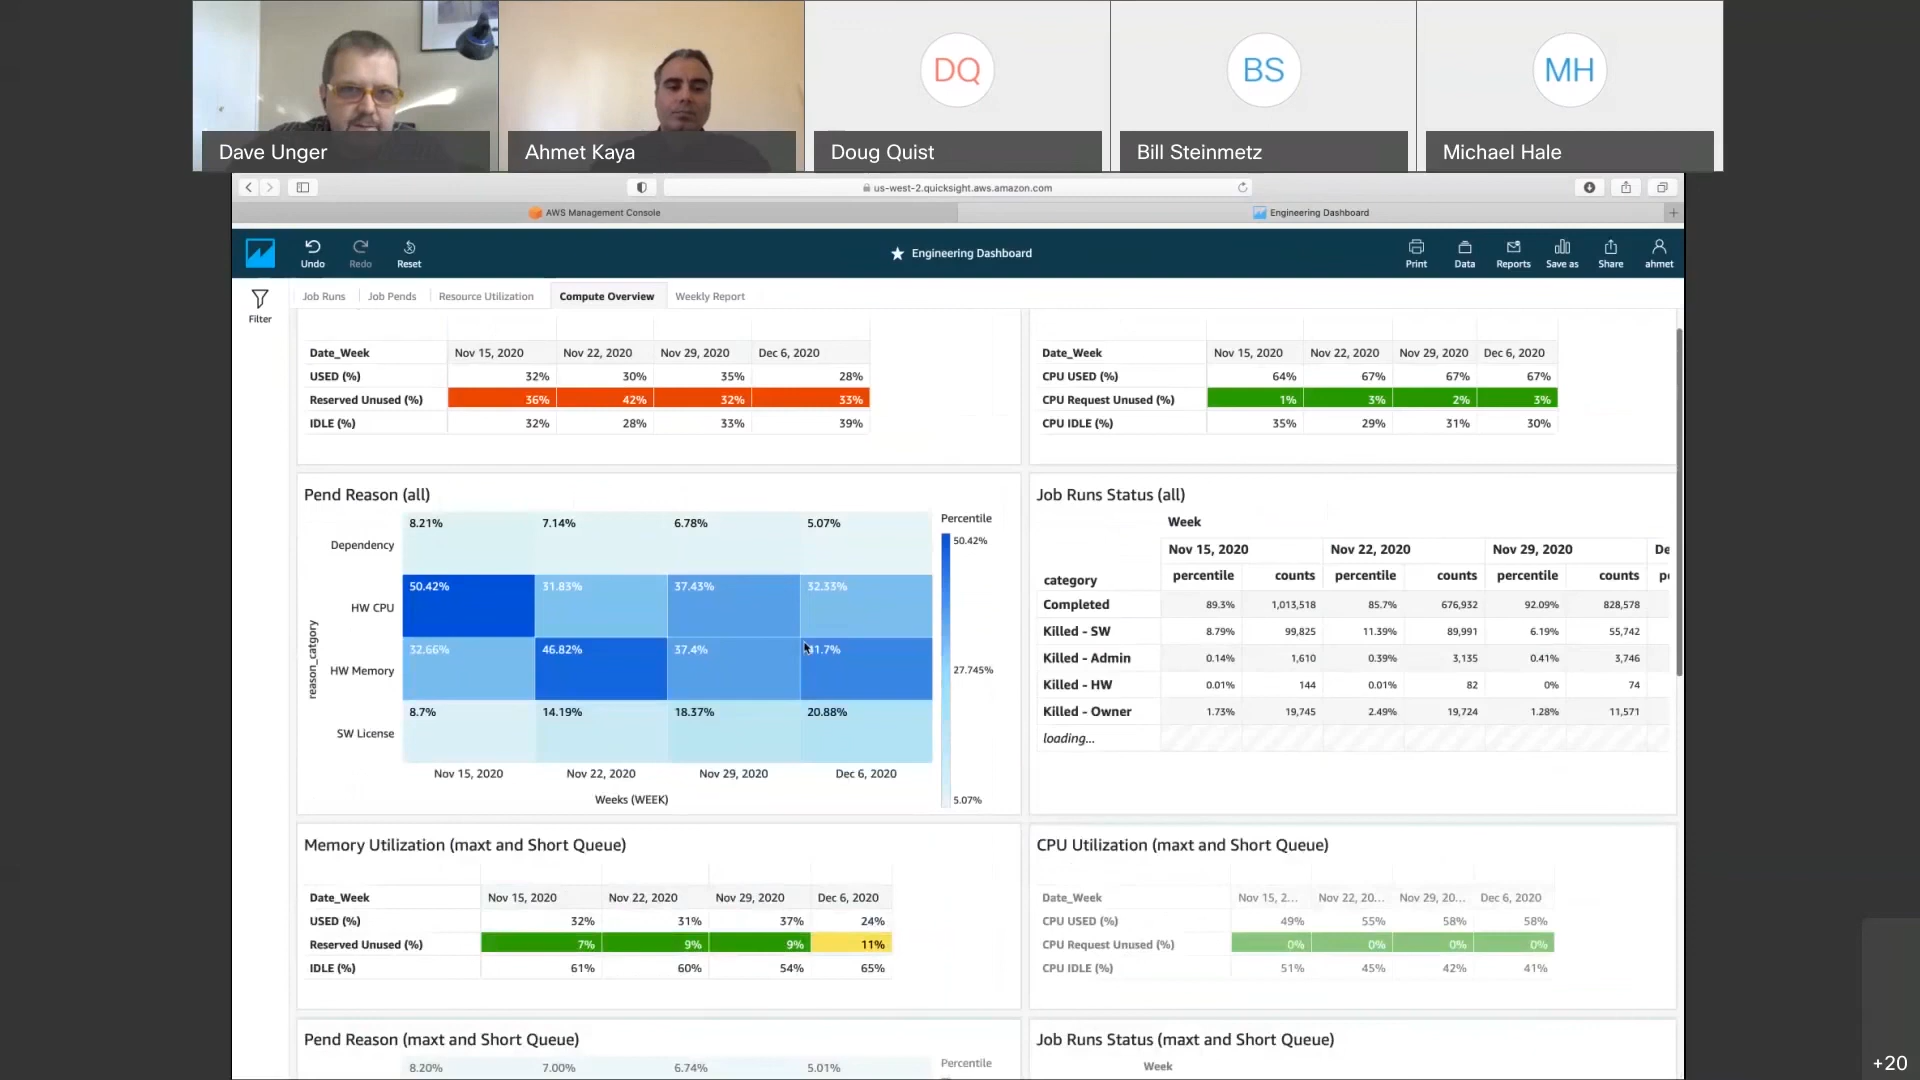 DQ
BS
MH
Dave Unger
Ahmet Kaya
Doug Quist
Bill Steinmetz
Michael Hale
us-west-2.quicksight.aws.amazon.com
AWS Management Console
Engineering Dashboard
Undo
Redo
Reset
Engineering Dashboard
Print
Data
Reports
Save as
Share
ahmet
Filter
Job Runs
Job Pends
Resource Utilization
Compute Overview
Weekly Report
Date_Week Nov 15, 2020 Nov 22, 2020 Nov 29, 2020 Dec 6, 2020
USED (%) 32% 30% 35% 28%
Reserved Unused (%) 36% 42% 32% 33%
IDLE (%) 32% 28% 33% 39%
Date_Week Nov 15, 2020 Nov 22, 2020 Nov 29, 2020 Dec 6, 2020
CPU USED (%) 64% 67% 67% 67%
CPU Request Unused (%) 1% 3% 2% 3%
CPU IDLE (%) 35% 29% 31% 30%
Pend Reason (all)
reason_catgory
Dependency 8.21% 7.14% 6.78% 5.07%
HW CPU 50.42% 31.83% 37.43% 32.33%
HW Memory 32.66% 46.82% 37.4% 1.7%
SW License 8.7% 14.19% 18.37% 20.88%
Nov 15, 2020 Nov 22, 2020 Nov 29, 2020 Dec 6, 2020
Weeks (WEEK)
Percentile
50.42%
27.745%
5.07%
Job Runs Status (all)
Week
Nov 15, 2020 Nov 22, 2020 Nov 29, 2020 De
category percentile counts percentile counts percentile counts p
Completed 89.3% 1,013,518 85.7% 676,932 92.09% 828,578
Killed - SW 8.79% 99,825 11.39% 89,991 6.19% 55,742
Killed - Admin 0.14% 1,610 0.39% 3,135 0.41% 3,746
Killed - HW 0.01% 144 0.01% 82 0% 74
Killed - Owner 1.73% 19,745 2.49% 19,724 1.28% 11,571
loading...
Memory Utilization (maxt and Short Queue)
Date_Week Nov 15, 2020 Nov 22, 2020 Nov 29, 2020 Dec 6, 2020
USED (%) 32% 31% 37% 24%
Reserved Unused (%) 7% 9% 9% 11%
IDLE (%) 61% 60% 54% 65%
CPU Utilization (maxt and Short Queue)
Date_Week Nov 15, 2... Nov 22, 20... Nov 29, 20... Dec 6, 2020
CPU USED (%) 49% 55% 58% 58%
CPU Request Unused (%) 0% 0% 0% 0%
CPU IDLE (%) 51% 45% 42% 41%
Pend Reason (maxt and Short Queue)
8.20% 7.00% 6.74% 5.01%
Percentile
Job Runs Status (maxt and Short Queue)
Week
+20